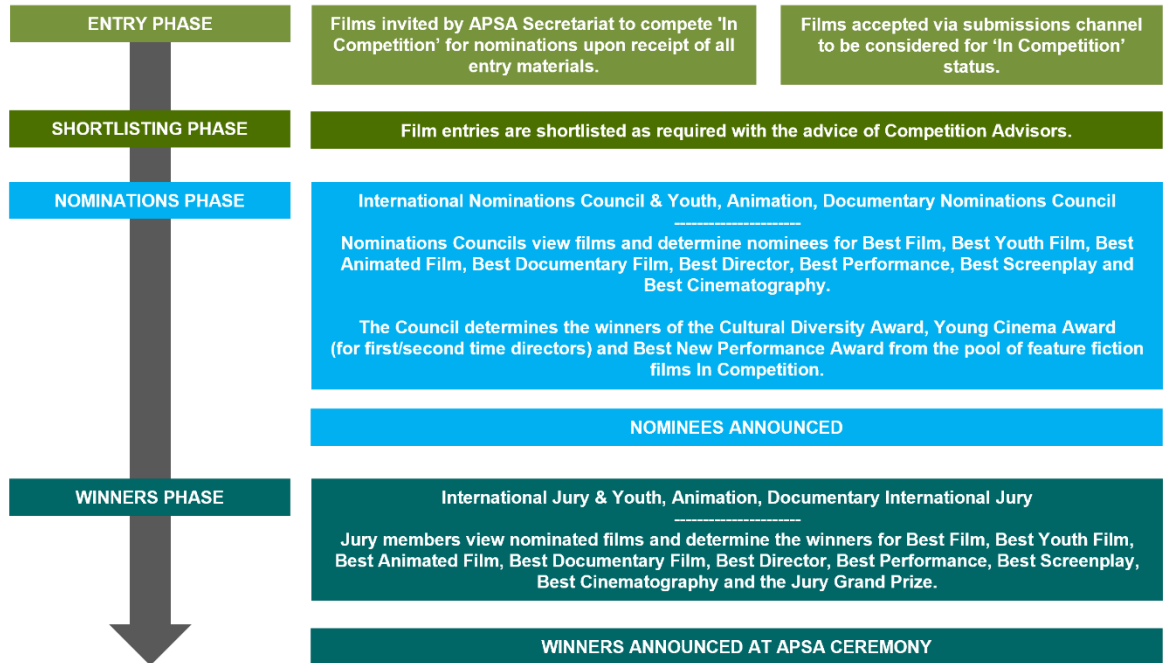 ENTRY PHASE
Films invited by APSA Secretariat to compete 'In
Competition’ for nominations upon receipt of all
entry materials.
Films accepted via submissions channel
to be considered for ‘In Competition’
status.
SHORTLISTING PHASE
Film entries are shortlisted as required with the advice of Competition Advisors.
NOMINATIONS PHASE
International Nominations Council & Youth, Animation, Documentary Nominations Council
----------------------
Nominations Councils view films and determine nominees for Best Film, Best Youth Film, Best
Animated Film, Best Documentary Film, Best Director, Best Performance, Best Screenplay and
Best Cinematography.
The Council determines the winners of the Cultural Diversity Award, Young Cinema Award
(for first/second time directors) and Best New Performance Award from the pool of feature fiction
films In Competition.
NOMINEES ANNOUNCED
WINNERS PHASE
International Jury & Youth, Animation, Documentary International Jury
----------------------
Jury members view nominated films and determine the winners for Best Film, Best Youth Film,
Best Animated Film, Best Documentary Film, Best Director, Best Performance, Best Screenplay,
Best Cinematography and the Jury Grand Prize.
WINNERS ANNOUNCED AT APSA CEREMONY